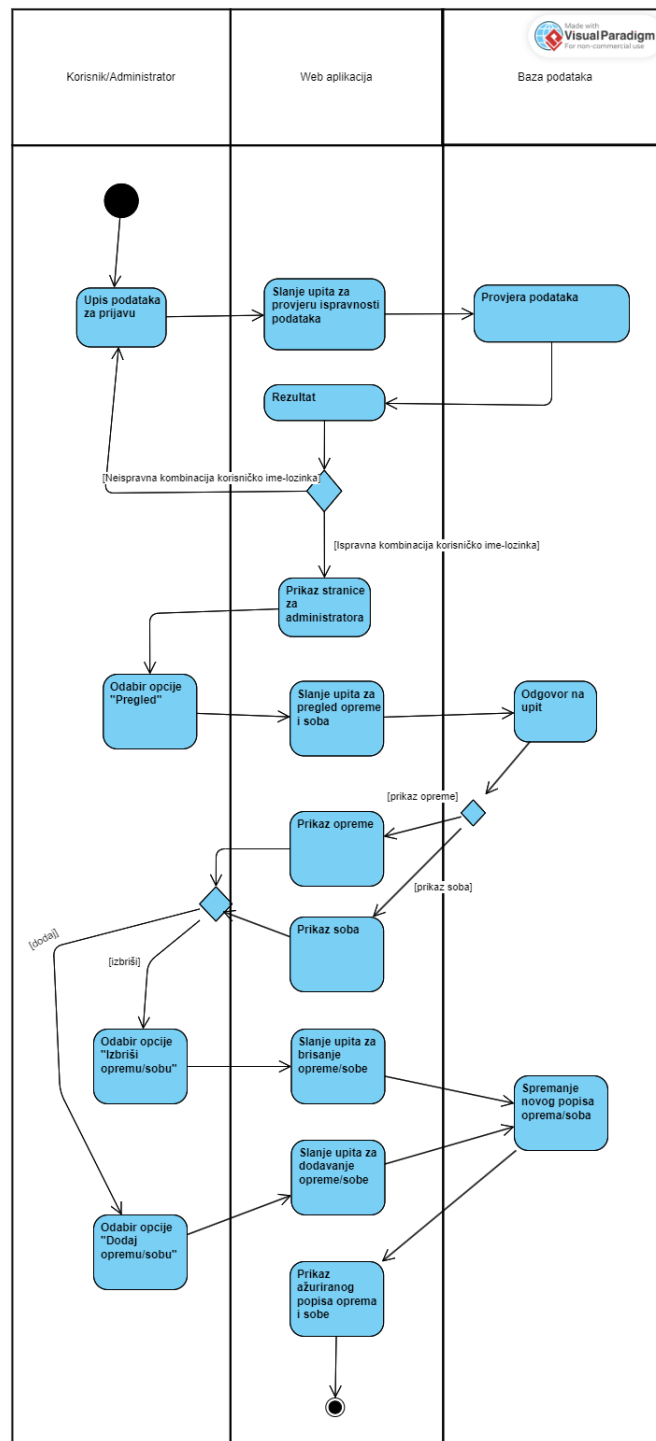 Made with
VisualParadigm
For non-commercial use
Korisnik/Administrator
Web aplikacija
Baza podataka
Upis podataka
za prijavu
Slanje upita za
provjeru ispravnosti
podataka
Provjera podataka
Rezultat
[Neispravna kombinacija korisničko ime-lozinka]
[Ispravna kombinacija korisničko ime-lozinka]
Prikaz stranice
za
administratora
Odabir opcije
"Pregled"
Slanje upita za
pregled opreme
i soba
Odgovor na
upit
[prikaz opreme]
Prikaz opreme
[prikaz soba]
Prikaz soba
[dodaj]
[izbriši]
Odabir opcije
"Izbriši
opremu/sobu"
Slanje upita za
brisanje
opreme/sobe
Spremanje
novog popisa
oprema/soba
Slanje upita za
dodavanje
opreme/sobe
Odabir opcije
"Dodaj
opremu/sobu"
Prikaz
ažuriranog
popisa oprema
i sobe